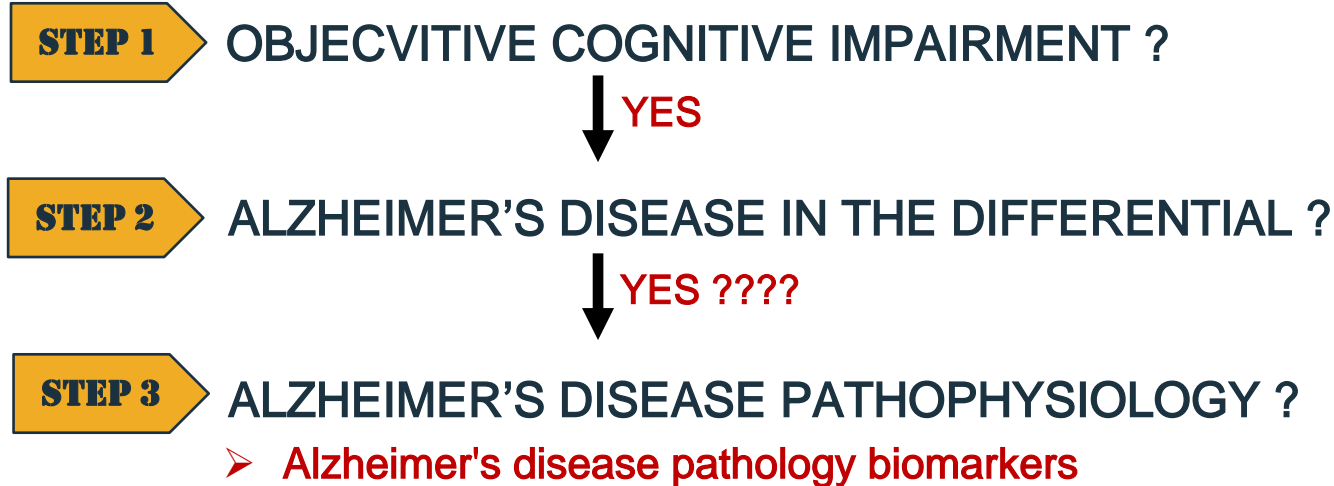 STEP 1 OBJECVITIVE COGNITIVE IMPAIRMENT ?
YES
STEP 2 ALZHEIMER’S DISEASE IN THE DIFFERENTIAL ?
YES ????
STEP 3 ALZHEIMER’S DISEASE PATHOPHYSIOLOGY ?
➢ Alzheimer's disease pathology biomarkers